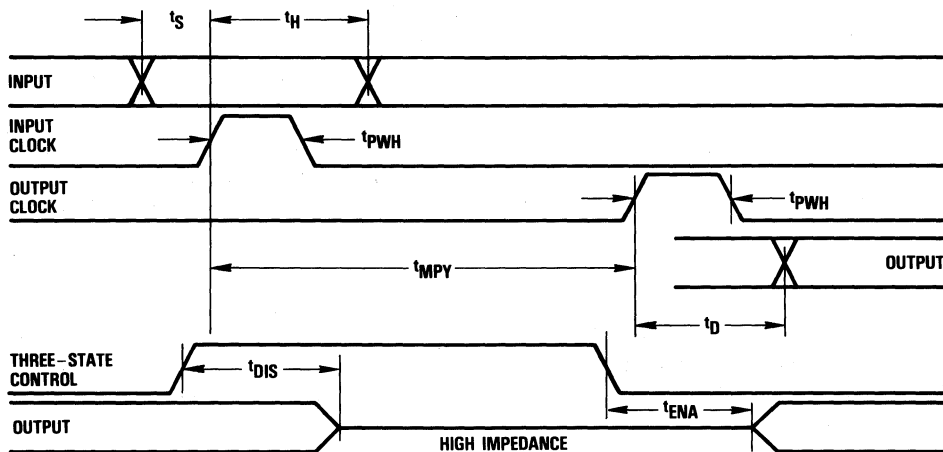 tS
tH
INPUT
INPUT
CLOCK
tPWH
OUTPUT
CLOCK
tPWH
tMPY
OUTPUT
tD
THREE-STATE
CONTROL
tDIS
tENA
OUTPUT
HIGH IMPEDANCE